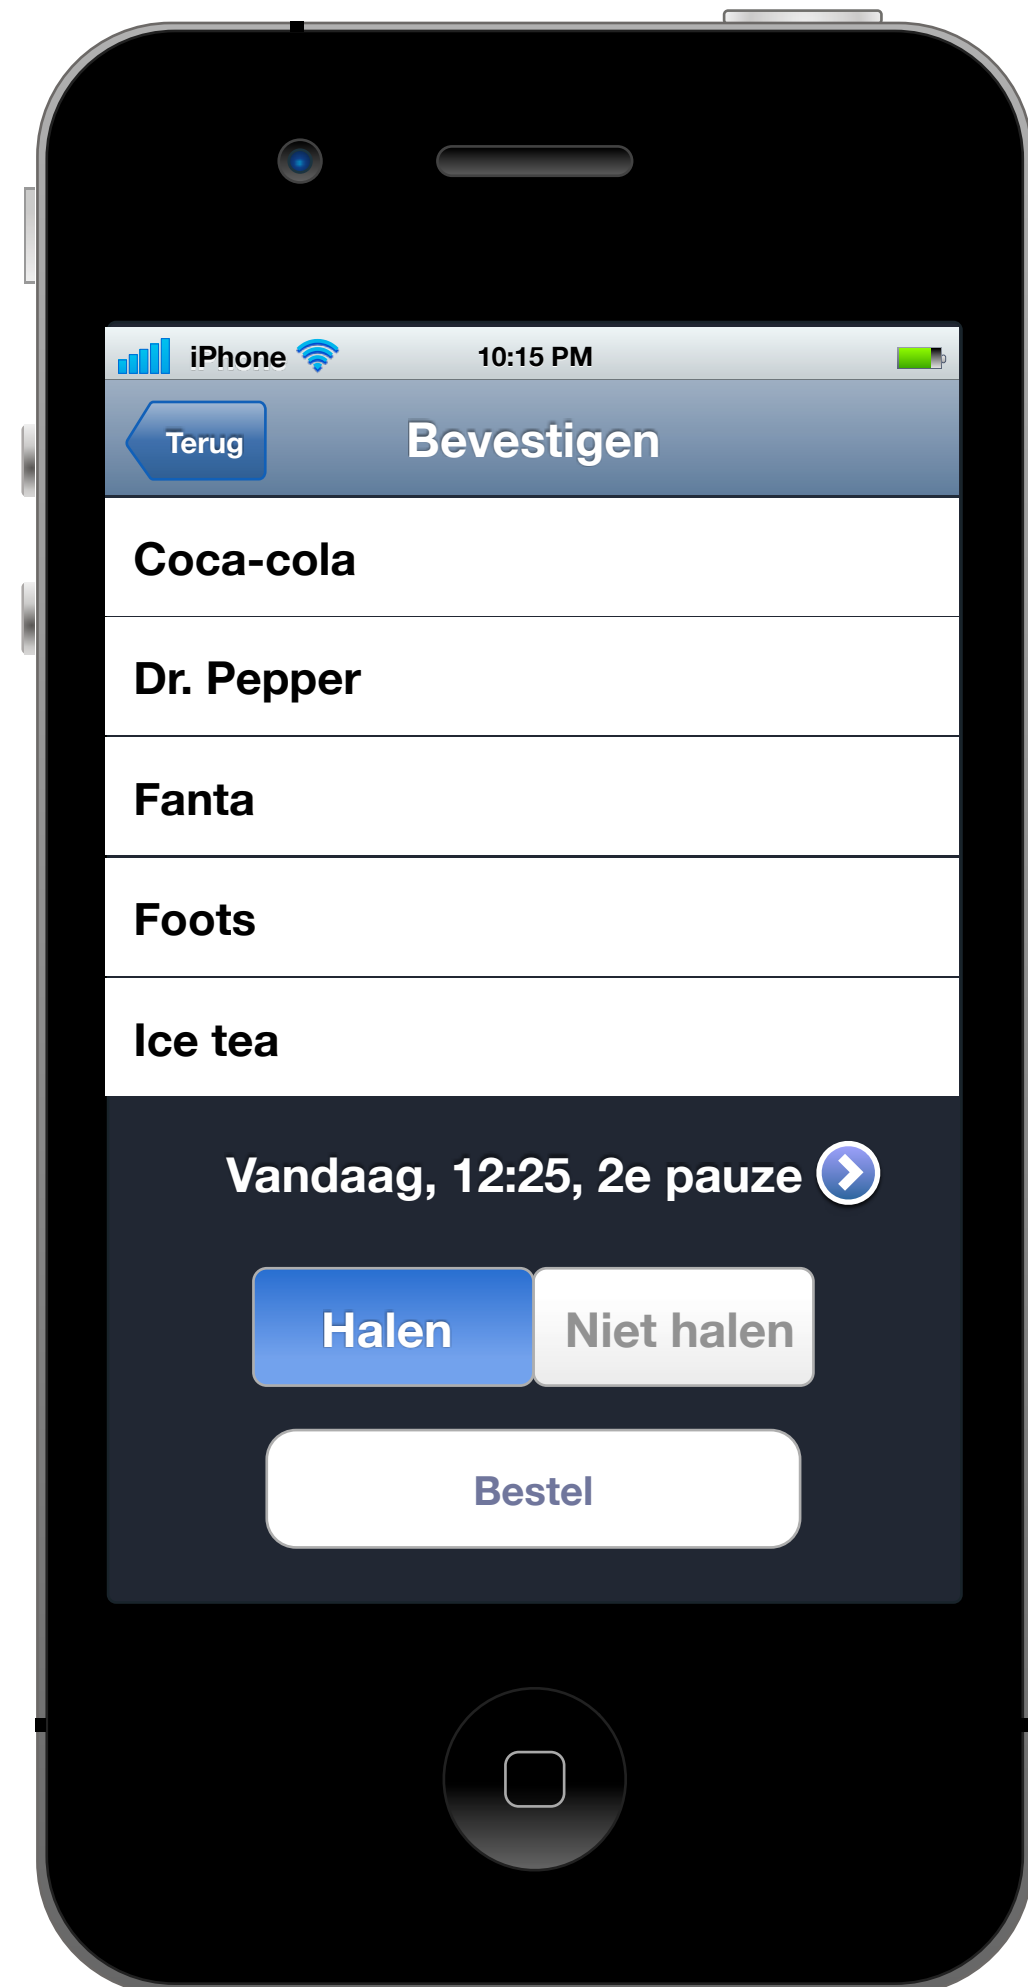 iPhone 10:15 PM
Terug Bevestigen
Coca-cola
Dr. Pepper
Fanta
Foots
Ice tea
Vandaag, 12:25, 2e pauze
Halen Niet halen
Bestel